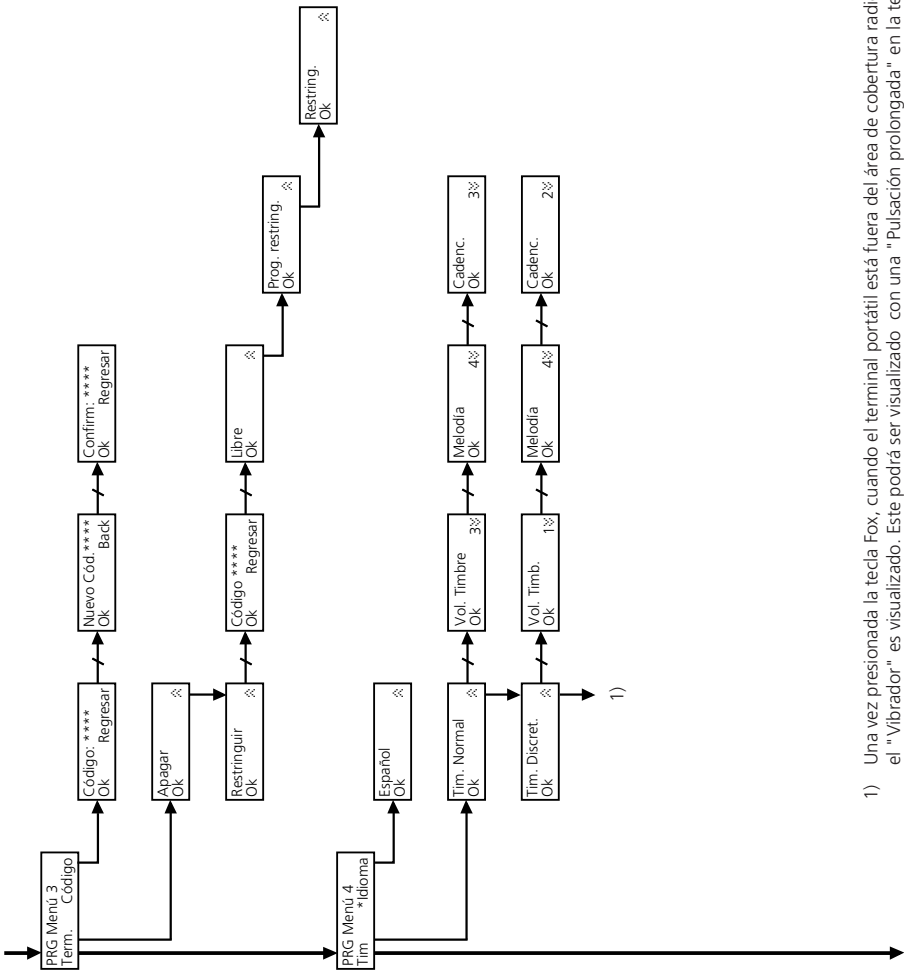 PRG Menú 3
Term. Código
Código: ****
Ok Regresar
Nuevo Cód.****
Ok Back
Confirm: ****
Ok Regresar
Apagar
Ok
Restringuir
Ok
Código ****
Ok Regresar
Libre
Ok
Prog. restring.
Ok
Restring.
Ok
PRG Menú 4
Tim *Idioma
Español
Ok
Tim. Normal
Ok
Vol. Timbre
Ok 3
Melodía
Ok 4
Cadenc.
Ok 3
Tim. Discret.
Ok
Vol. Timb.
Ok 1
Melodía
Ok 4
Cadenc.
Ok 2
1)
1) Una vez presionada la tecla Fox, cuando el terminal portátil está fuera del área de cobertura
el "Vibrador" es visualizado. Este podrá ser visualizado con una "Pulsación prolongada" en la